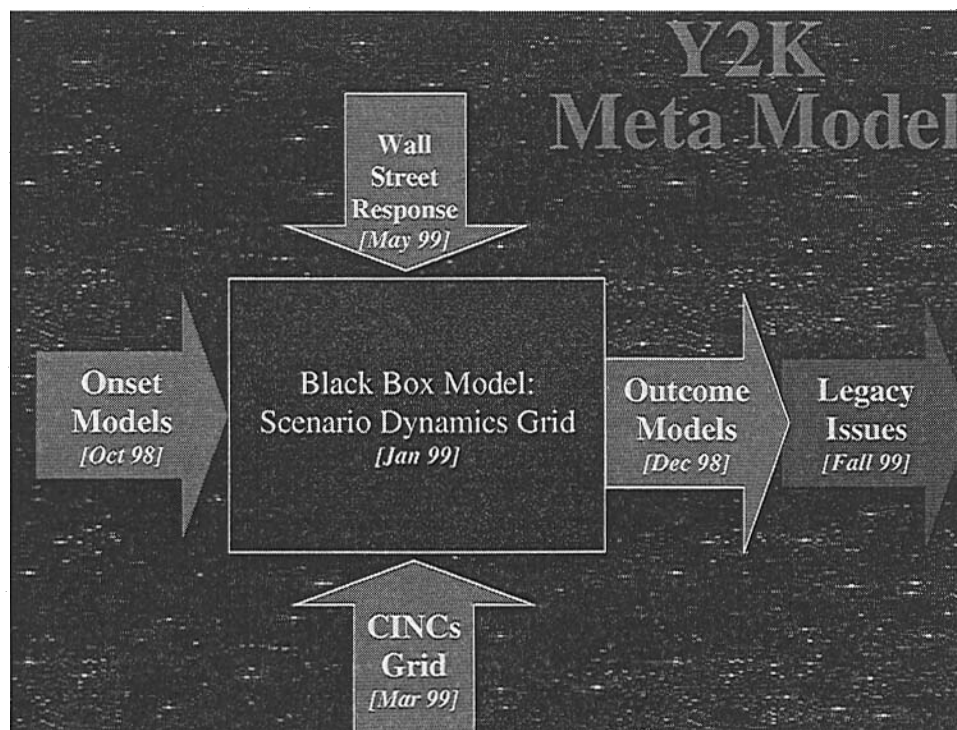 Y2K
Meta Model
Wall
Street
Response
[May 99]
Onset
Models
[Oct 98]
Black Box Model:
Scenario Dynamics Grid
[Jan 99]
Outcome
Models
[Dec 98]
Legacy
Issues
[Fall 99]
CINCs
Grid
[Mar 99]